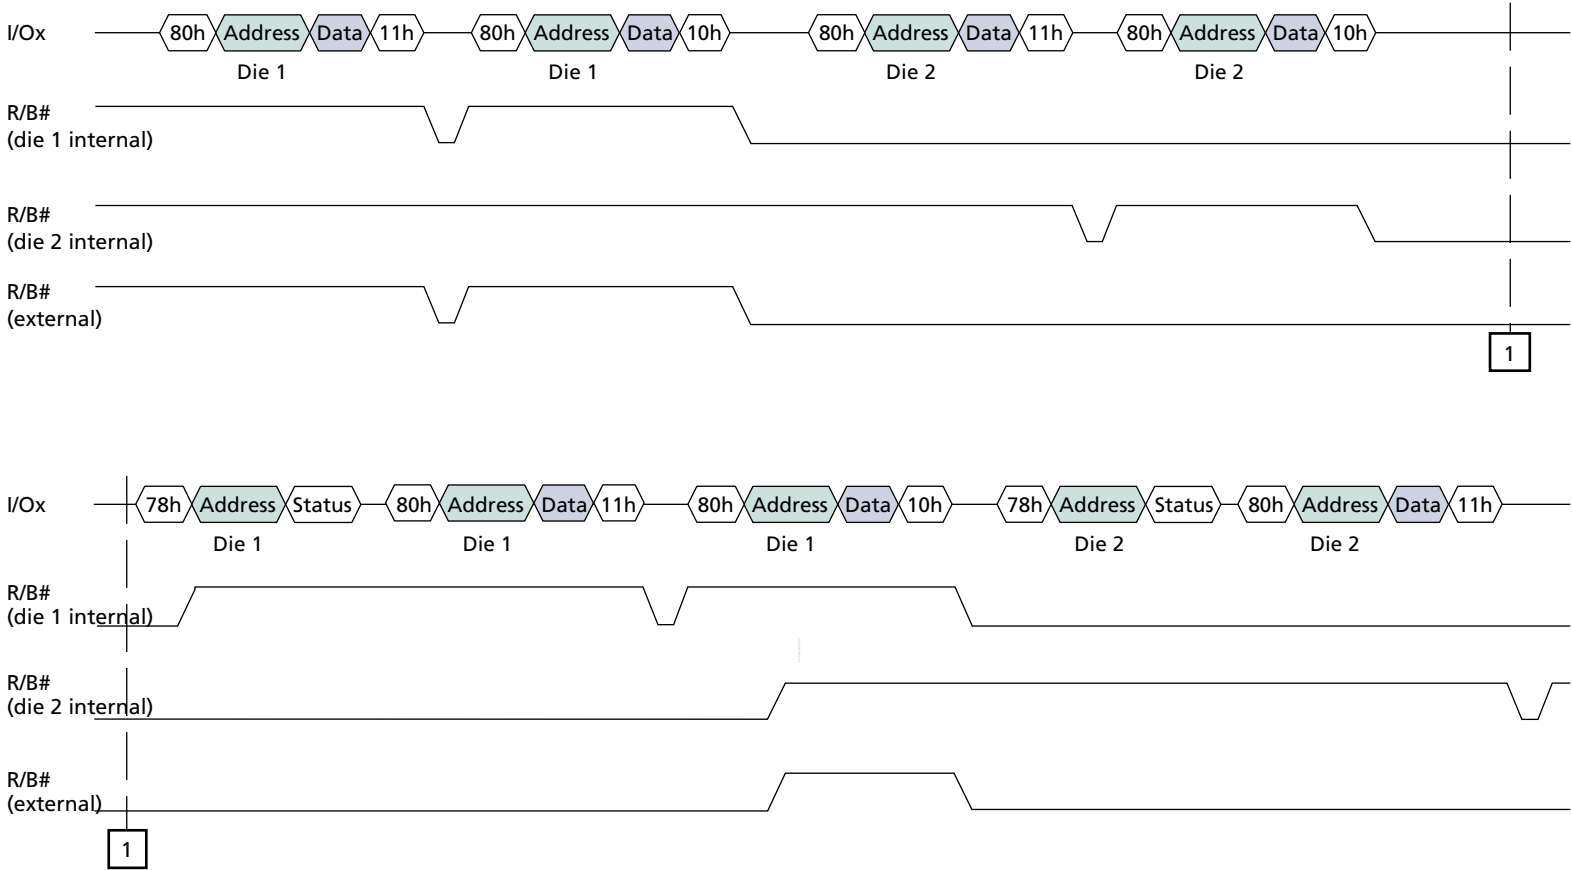 I/Ox 80h Address Data 11h 80h Address Data 10h 80h Address Data 11h 80h Address Data 10h
Die 1 Die 1 Die 2 Die 2
R/B#
(die 1 internal)
R/B#
(die 2 internal)
R/B#
(external)
1
I/Ox 78h Address Status 80h Address Data 11h 80h Address Data 10h 78h Address Status 80h Address Data 11h
Die 1 Die 1 Die 1 Die 2 Die 2
R/B#
(die 1 internal)
R/B#
(die 2 internal)
R/B#
(external)
1